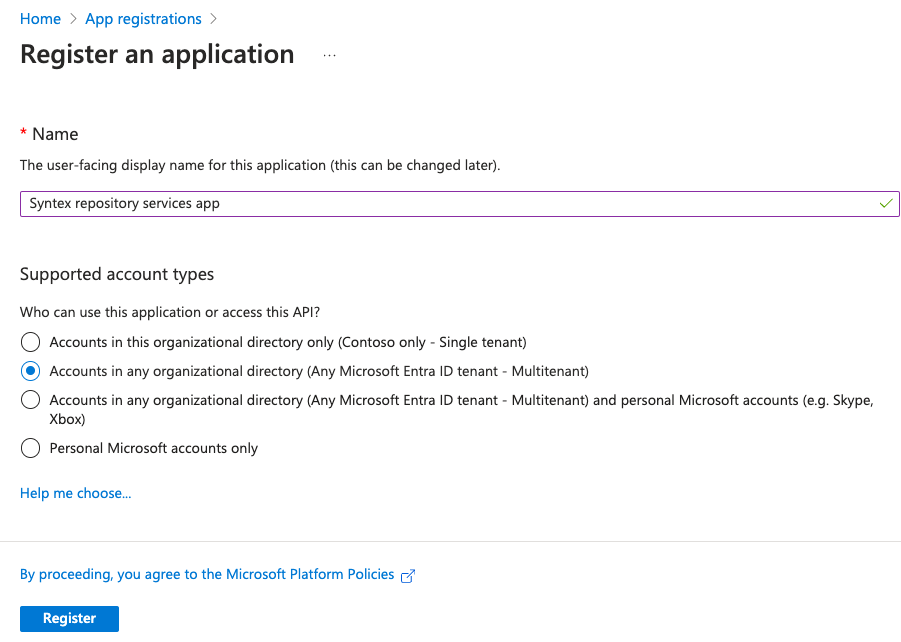 Home > App registrations >
Register an application ...
* Name
The user-facing display name for this application (this can be changed later).
Syntex repository services app
Supported account types
Who can use this application or access this API?
Accounts in this organizational directory only (Contoso only - Single tenant)
Accounts in any organizational directory (Any Microsoft Entra ID tenant - Multitenant)
Accounts in any organizational directory (Any Microsoft Entra ID tenant - Multitenant) and personal Microsoft accounts (e.g. Skype,
Xbox)
Personal Microsoft accounts only
Help me choose...
By proceeding, you agree to the Microsoft Platform Policies
Register